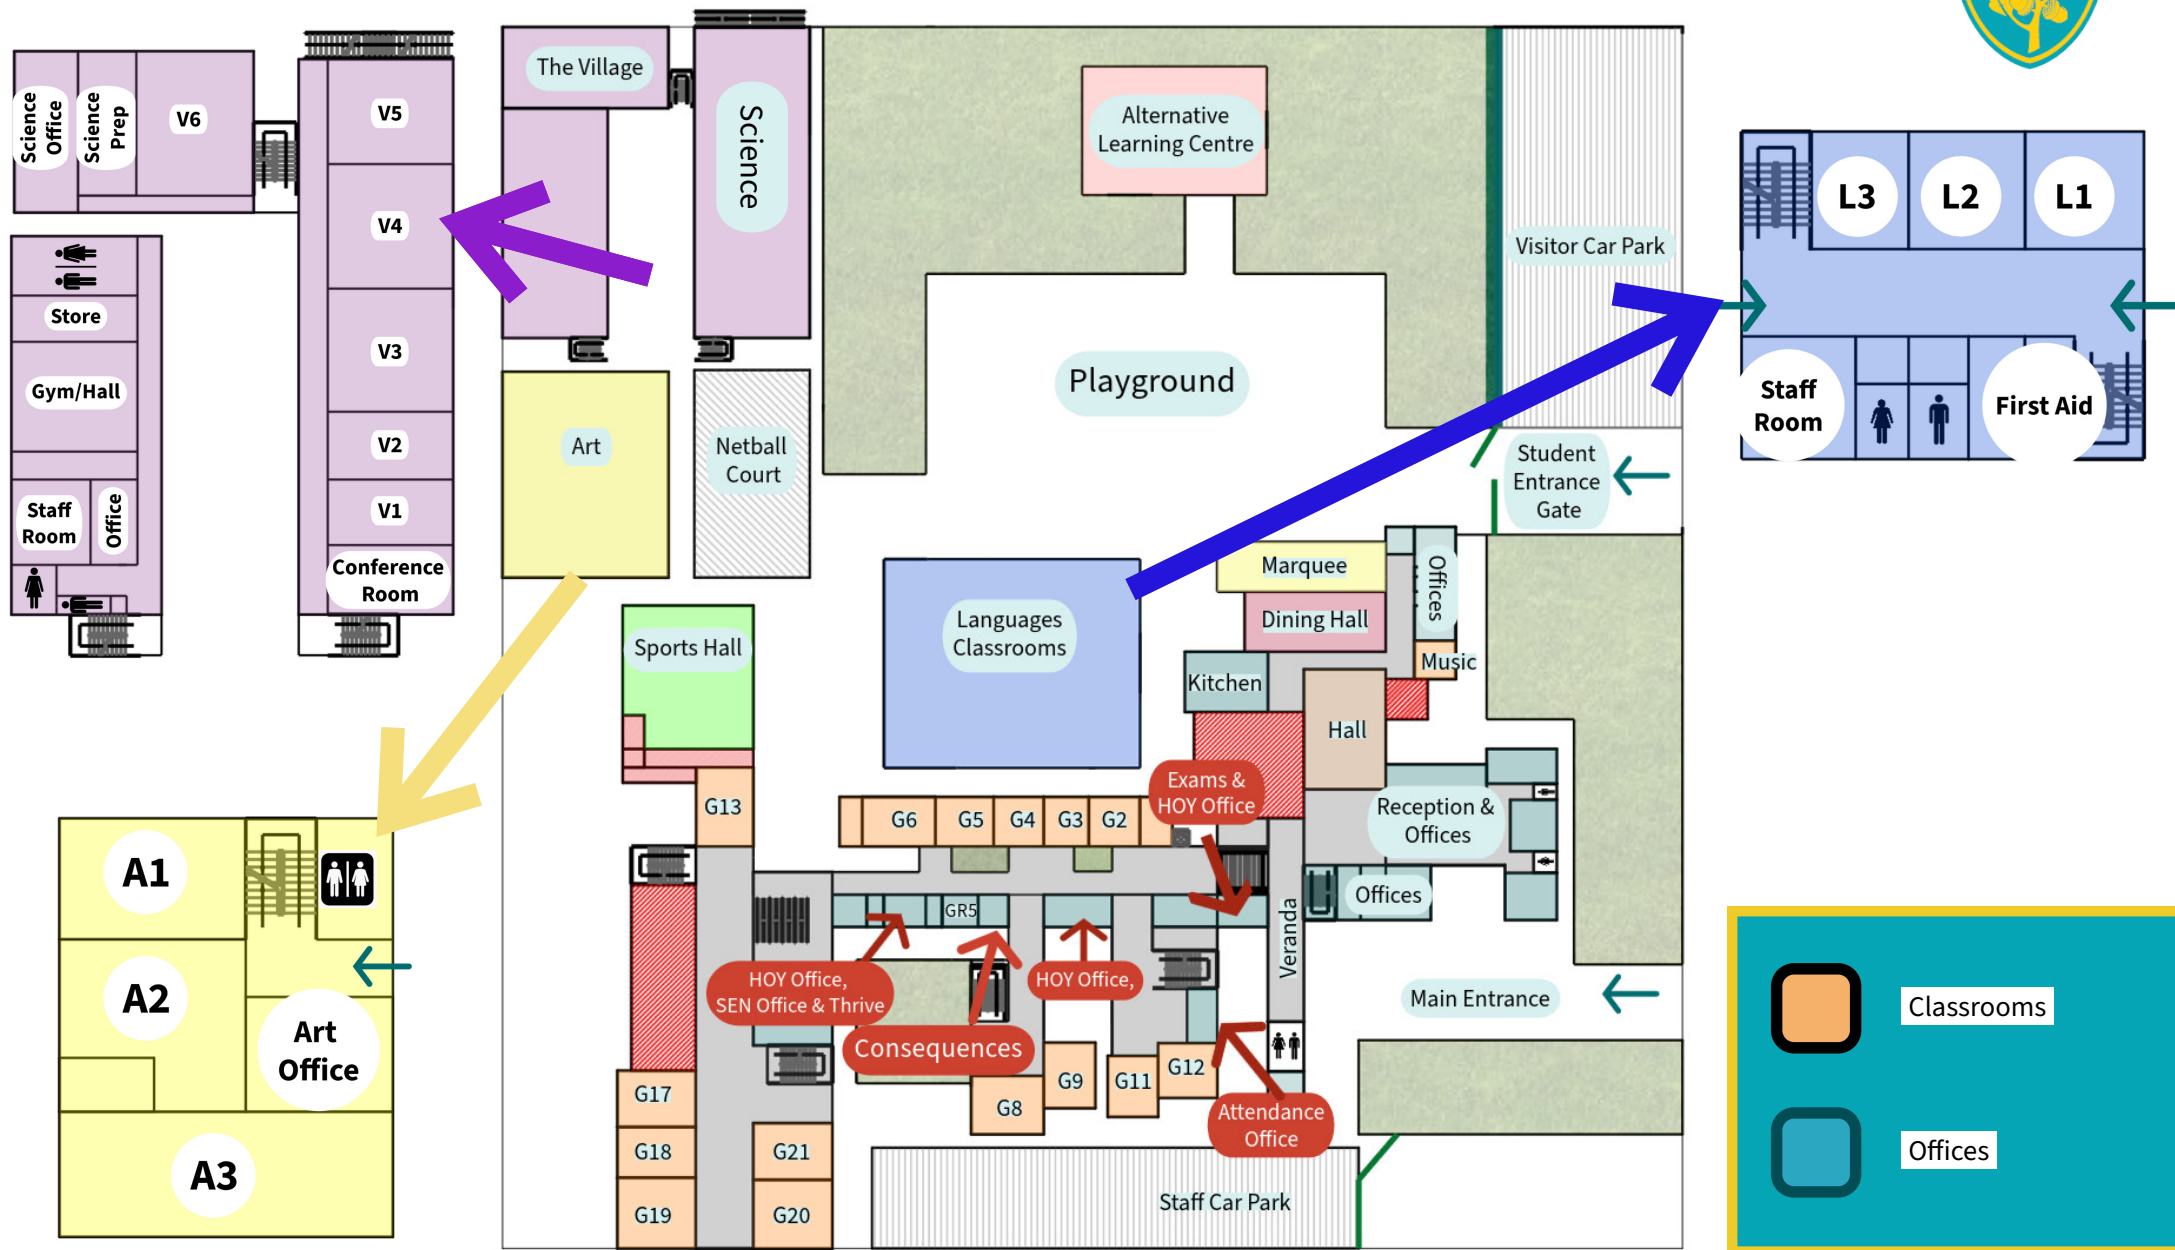 Science
Office
Science
Prep
V6
V5
V4
V3
V2
V1
Conference
Room
Store
Gym/Hall
Staff
Room
Office
The Village
Science
Alternative
Learning Centre
Visitor Car Park
L3
L2
L1
Staff
Room
First Aid
Playground
Art
Netball
Court
Student
Entrance
Gate
Sports Hall
Languages
Classrooms
Marquee
Offices
Dining Hall
Music
Kitchen
Hall
Exams &
HOY Office
Reception &
Offices
G13
G6
G5
G4
G3
G2
GR5
Offices
Veranda
HOY Office,
SEN Office & Thrive
HOY Office,
Consequences
Main Entrance
G12
G11
G9
G8
Attendance
Office
G17
G18
G19
G21
G20
Staff Car Park
A1
A2
Art
Office
A3
Classrooms
Offices